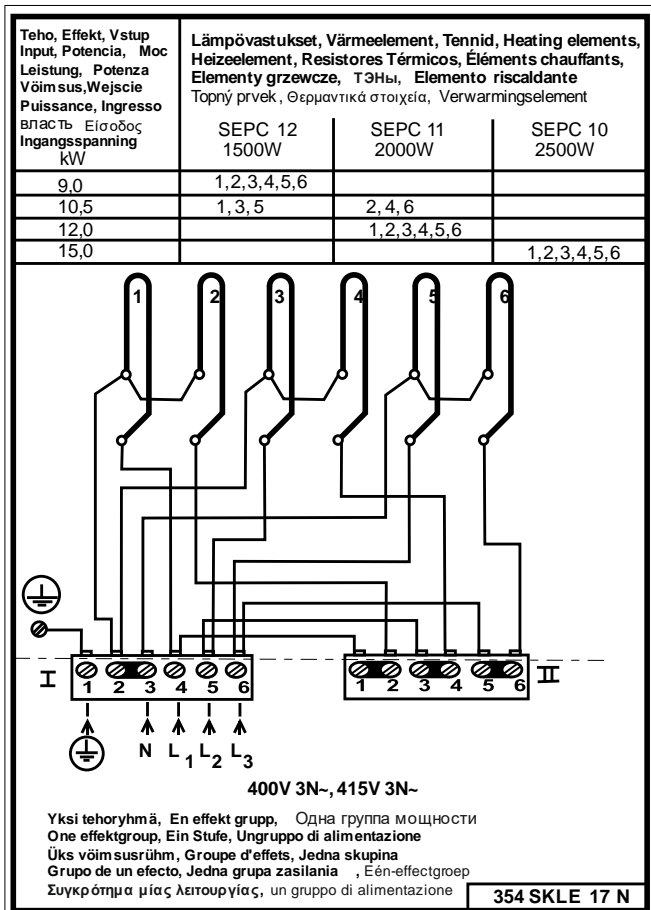 Teho, Effekt, Vstup
Input, Potencia, Moc
Leistung, Potenza
Vöimsus,Wejscie
Puissance, Ingresso
власть Είσοδος
Ingangsspanning
kW
Lämpövastukset, Värmeelement, Tennid, Heating elements,
Heizeelement, Resistores Térmicos, Éléments chauffants,
Elementy grzewcze, ТЭНы, Elemento riscaldante
Topný prvek, Θερμαντικά στοιχεία, Verwarmingselement
SEPC 12 SEPC 11 SEPC 10
1500W 2000W 2500W
9,0 1,2,3,4,5,6
10,5 1,3,5 2,4,6
12,0 1,2,3,4,5,6
15,0 1,2,3,4,5,6
1 2 3 4 5 6
I 1 2 3 4 5 6 1 2 3 4 5 6 II
N L1 L2 L3
400V 3N~, 415V 3N~
Yksi tehoryhmä, En effekt grupp, Одна группа мощности
One effektgroup, Ein Stufe, Ungruppo di alimentazione
Üks vöimsusrühm, Groupe d'effets, Jedna skupina
Grupo de un efecto, Jedna grupa zasilania , Eén-effectgroep
Συγκρότημα μίας λειτουργίας, un gruppo di alimentazione
354 SKLE 17 N